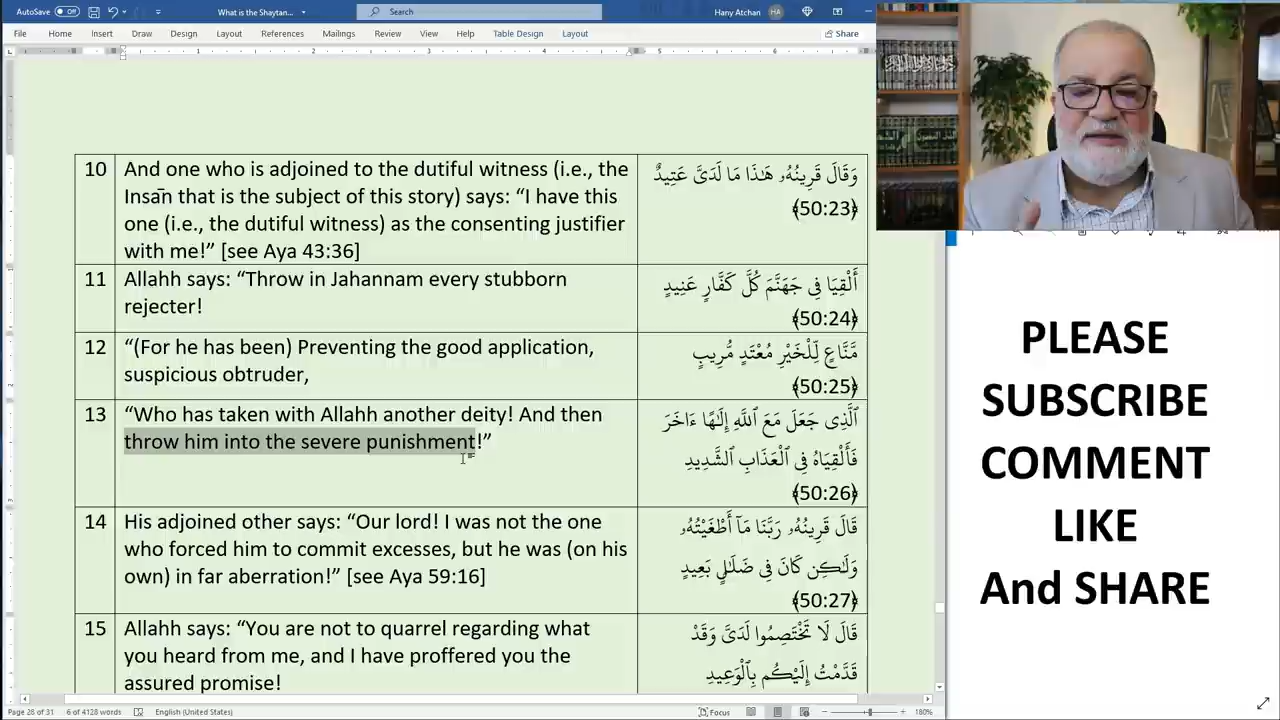 AutoSave Off What is the Shaytan... Search Hany Atchan HA
File Home Insert Draw Design Layout References Mailings Review View Help Table Design Layout Share
10 And one who is adjoined to the dutiful witness (i.e., the
Insān that is the subject of this story) says: “I have this
one (i.e., the dutiful witness) as the consenting justifier
with me!” [see Aya 43:36]
وَقَالَ قَرِينُهُۥ هَٰذَا مَا لَدَىَّ عَتِيدٌ
﴿50:23﴾
11 Allahh says: “Throw in Jahannam every stubborn
rejecter!
أَلْقِيَا فِى جَهَنَّمَ كُلَّ كَفَّارٍ عَنِيدٍ
﴿50:24﴾
12 “(For he has been) Preventing the good application,
suspicious obtruder,
مَّنَّاعٍ لِّلْخَيْرِ مُعْتَدٍ مُّرِيبٍ
﴿50:25﴾
13 “Who has taken with Allahh another deity! And then
throw him into the severe punishment!”
ٱلَّذِى جَعَلَ مَعَ ٱللَّهِ إِلَٰهًا ءَاخَرَ
فَأَلْقِيَاهُ فِى ٱلْعَذَابِ ٱلشَّدِيدِ
﴿50:26﴾
14 His adjoined other says: “Our lord! I was not the one
who forced him to commit excesses, but he was (on his
own) in far aberration!” [see Aya 59:16]
قَالَ قَرِينُهُۥ رَبَّنَا مَآ أَطْغَيْتُهُۥ
وَلَٰكِن كَانَ فِى ضَلَٰلٍۭ بَعِيدٍ
﴿50:27﴾
15 Allahh says: “You are not to quarrel regarding what
you heard from me, and I have proffered you the
assured promise!
قَالَ لَا تَخْتَصِمُوا۟ لَدَىَّ وَقَدْ
قَدَّمْتُ إِلَيْكُم بِٱلْوَعِيدِ
PLEASE
SUBSCRIBE
COMMENT
LIKE
And SHARE
Page 28 of 31 6 of 4128 words English (United States) Focus 180%